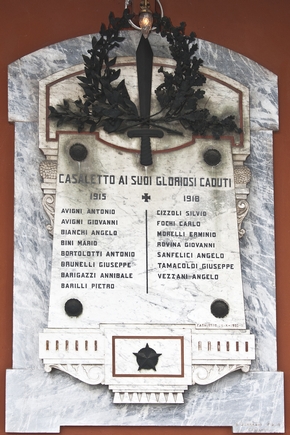 CASALETTO AI SUOI GLORIOSI CADUTI
1915 1918
AVIGNI ANTONIO
AVIGNI GIOVANNI
BIANCHI ANGELO
BINI MARIO
BORTOLOTTI ANTONIO
BRUNELLI GIUSEPPE
BARIGAZZI ANNIBALE
BARILLI PIETRO
CIZZOLI SILVIO
FOCHI CARLO
MORELLI ERMINIO
ROVINA GIOVANNI
SANFELICI ANGELO
TAMACOLDI GIUSEPPE
VEZZANI ANGELO